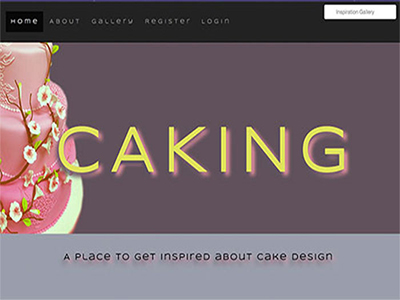 Home About Gallery Register Login
Inspiration Gallery
CAKING
A Place to get inspired about cake design